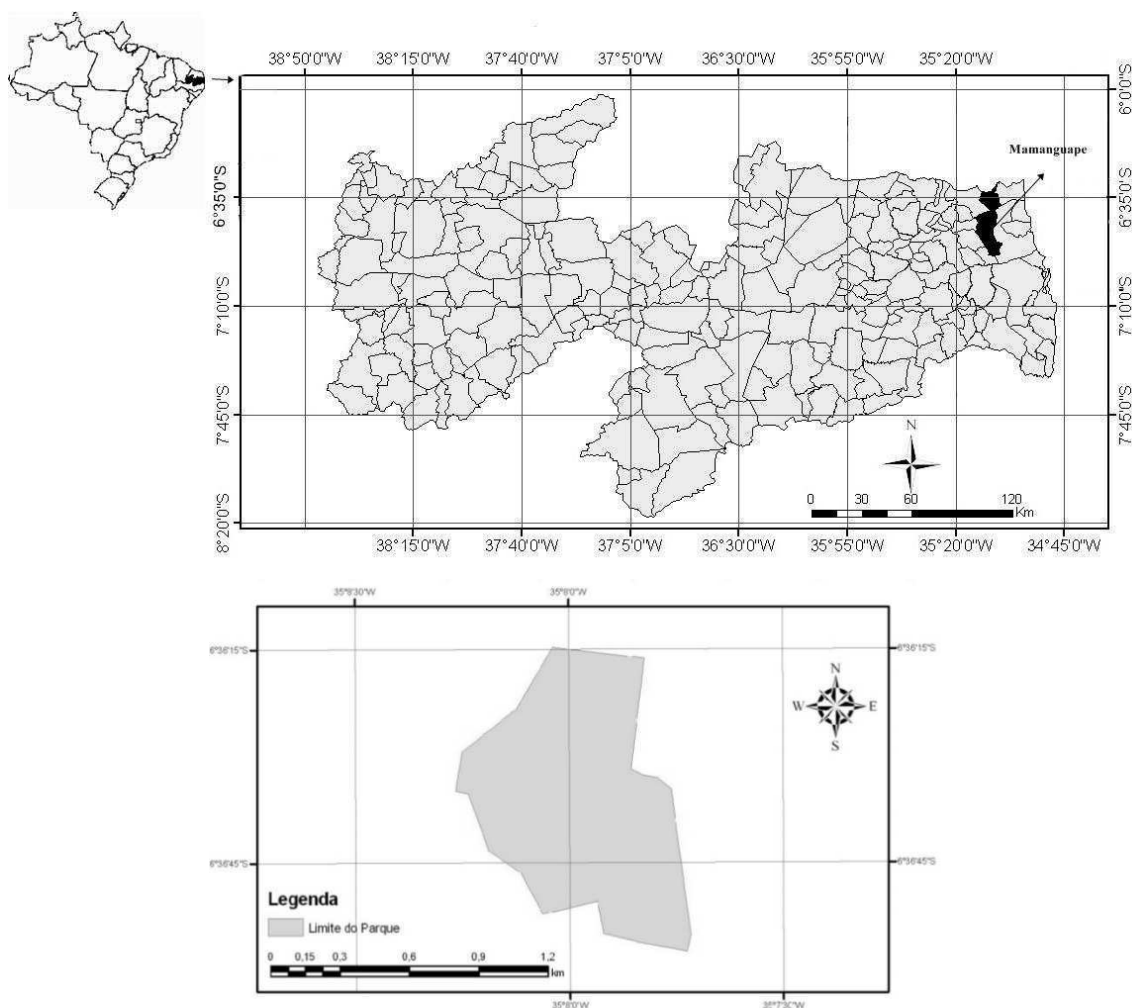 38°50'0"W 38°15'0"W 37°40'0"W 37°5'0"W 36°30'0"W 35°55'0"W 35°20'0"W
6°0'0"S
Mamanguape
6°35'0"S 6°35'0"S
7°10'0"S 7°10'0"S
7°45'0"S 7°45'0"S
N
0 30 60 120
Km
8°20'0"S 8°20'0"S
38°15'0"W 37°40'0"W 37°5'0"W 36°30'0"W 35°55'0"W 35°20'0"W 34°45'0"W
35°8'30"W 35°8'0"W
6°36'15"S 6°36'15"S
N
W E
S
6°36'45"S 6°36'45"S
Legenda
Limite do Parque
0 0,15 0,3 0,6 0,9 1,2
km
35°8'0"W